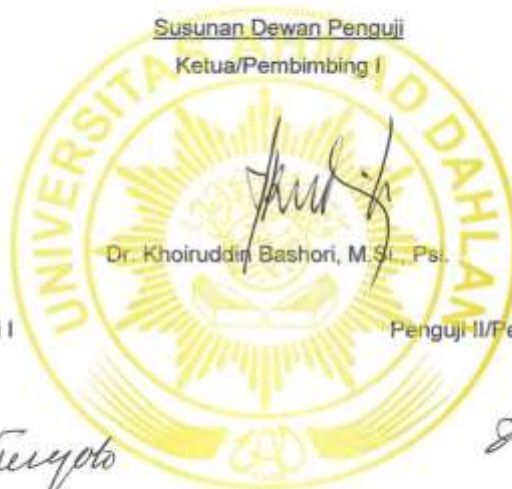 Susunan Dewan Penguji
Ketua/Pembimbing I
UNIVERSITAS AHMAD DAHLAN
Dr. Khoiruddin Bashori, M.Si., Psi.
I
Penguji II/Pe